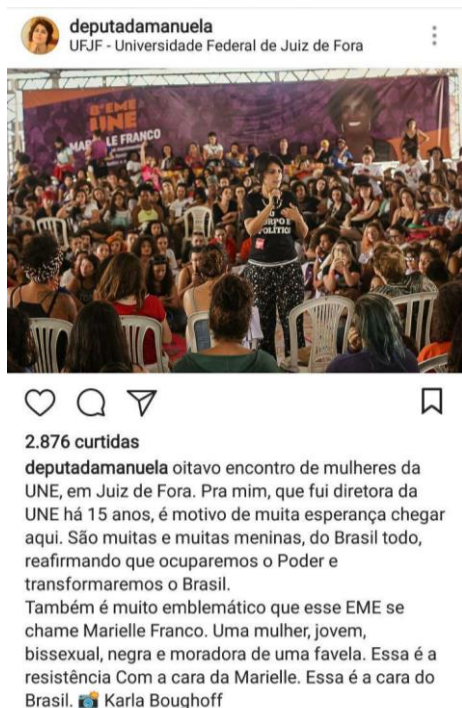 deputadamanuela
UFJF - Universidade Federal de Juiz de Fora
8º EME
UNE
LE FRANCO
ORPO É
POLÍTICO
2.876 curtidas
deputadamanuela oitavo encontro de mulheres da
UNE, em Juiz de Fora. Pra mim, que fui diretora da
UNE há 15 anos, é motivo de muita esperança chegar
aqui. São muitas e muitas meninas, do Brasil todo,
reafirmando que ocuparemos o Poder e
transformaremos o Brasil.
Também é muito emblemático que esse EME se
chame Marielle Franco. Uma mulher, jovem,
bissexual, negra e moradora de uma favela. Essa é a
resistência Com a cara da Marielle. Essa é a cara do
Brasil. 📸 Karla Boughoff